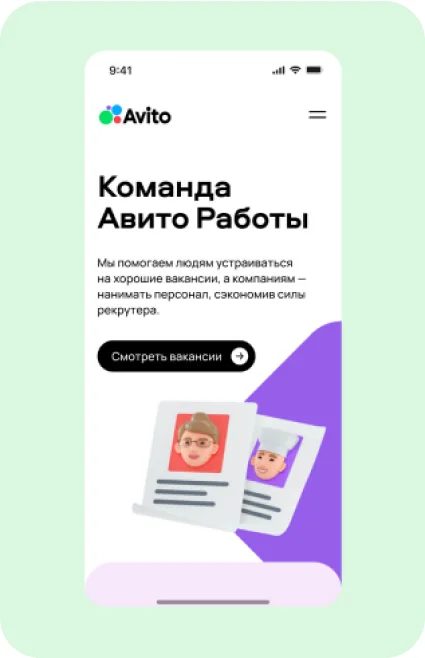 9:41
Avito
Команда
Авито Работы
Мы помогаем людям устраиваться
на хорошие вакансии, а компаниям —
нанимать персонал, сэкономив силы
рекрутера.
Смотреть вакансии